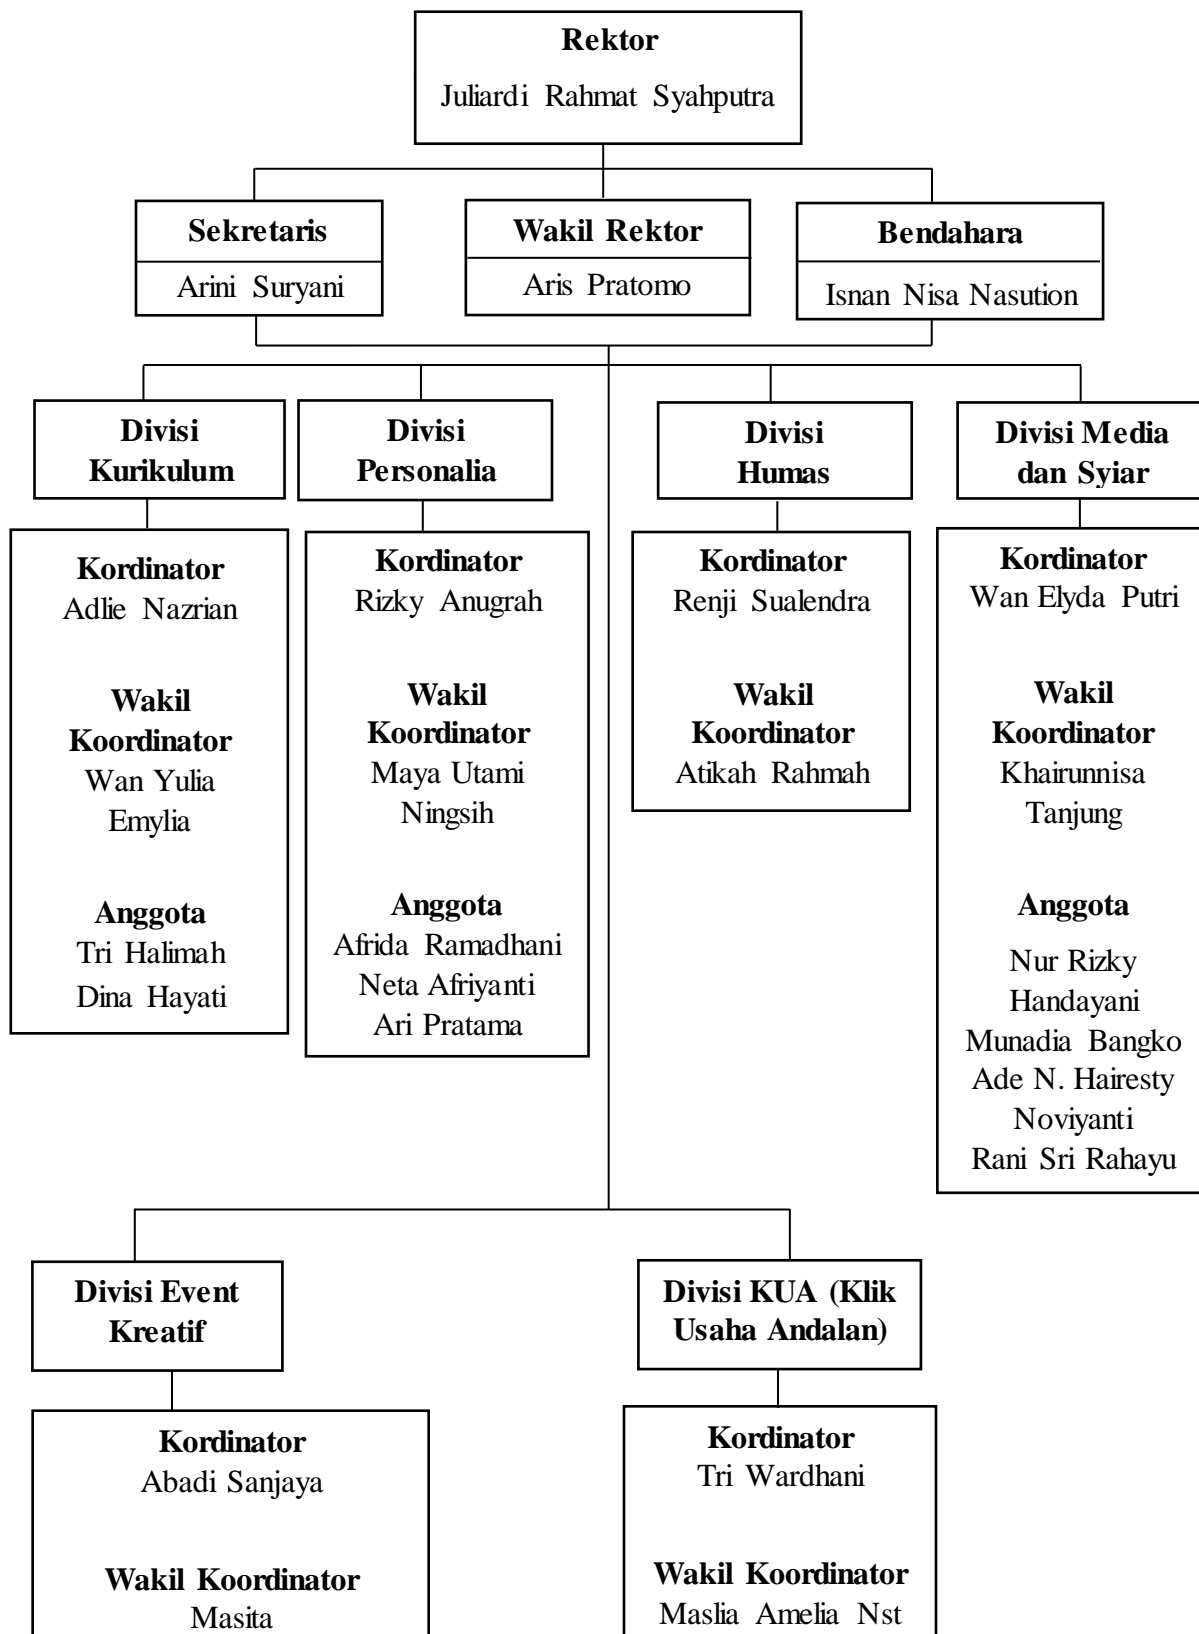 Rektor
Juliardi Rahmat Syahputra
Sekretaris
Arini Suryani
Wakil Rektor
Aris Pratomo
Bendahara
Isnan Nisa Nasution
Divisi
Kurikulum
Divisi
Personalia
Divisi
Humas
Divisi Media
dan Syiar
Kordinator
Adlie Nazrian
Wakil
Koordinator
Wan Yulia
Emylia
Anggota
Tri Halimah
Dina Hayati
Kordinator
Rizky Anugrah
Wakil
Koordinator
Maya Utami
Ningsih
Anggota
Afrida Ramadhani
Neta Afriyanti
Ari Pratama
Kordinator
Renji Sualendra
Wakil
Koordinator
Atikah Rahmah
Kordinator
Wan Elyda Putri
Wakil
Koordinator
Khairunnisa
Tanjung
Anggota
Nur Rizky
Handayani
Munadia Bangko
Ade N. Hairesty
Noviyanti
Rani Sri Rahayu
Divisi Event
Kreatif
Divisi KUA (Klik
Usaha Andalan)
Kordinator
Abadi Sanjaya
Wakil Koordinator
Masita
Kordinator
Tri Wardhani
Wakil Koordinator
Maslia Amelia Nst